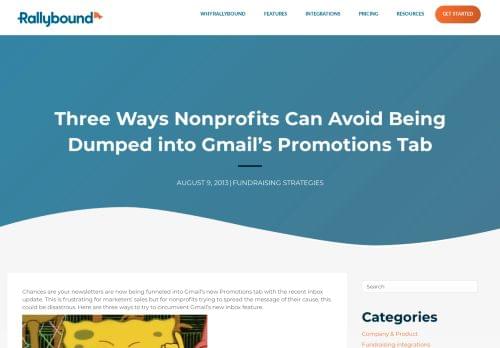 Rallybound
WHY RALLYBOUND
FEATURES
INTEGRATIONS
PRICING
RESOURCES
GET STARTED
Three Ways Nonprofits Can Avoid Being
Dumped into Gmail's Promotions Tab
AUGUST 9, 2013 | FUNDRAISING STRATEGIES
Chances are your newsletters are now being funneled into Gmail's new Promotions tab with the recent inbox
update. This is frustrating for marketers' sales but for nonprofits trying to spread the message of their cause, this
could be disastrous. Here are three ways to try to circumvent Gmail's new inbox feature:
Search
Categories
Company & Product
Fundraising Integrations